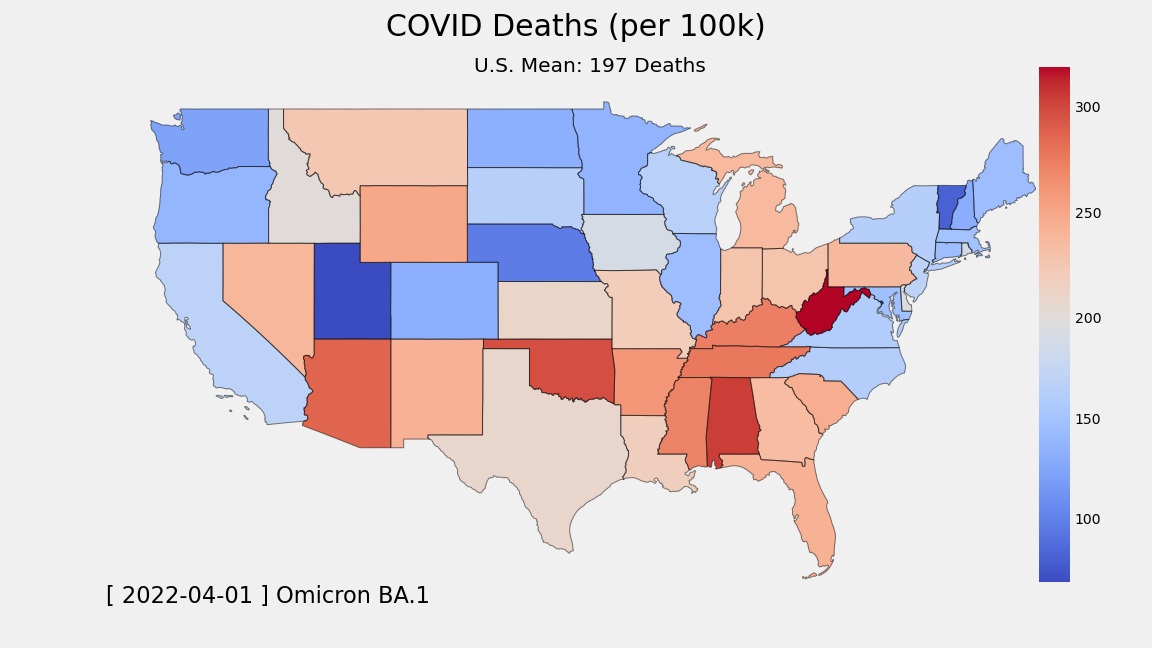 COVID Deaths (per 100k)
U.S. Mean: 197 Deaths
300
250
200
150
100
[ 2022-04-01 ] Omicron BA.1